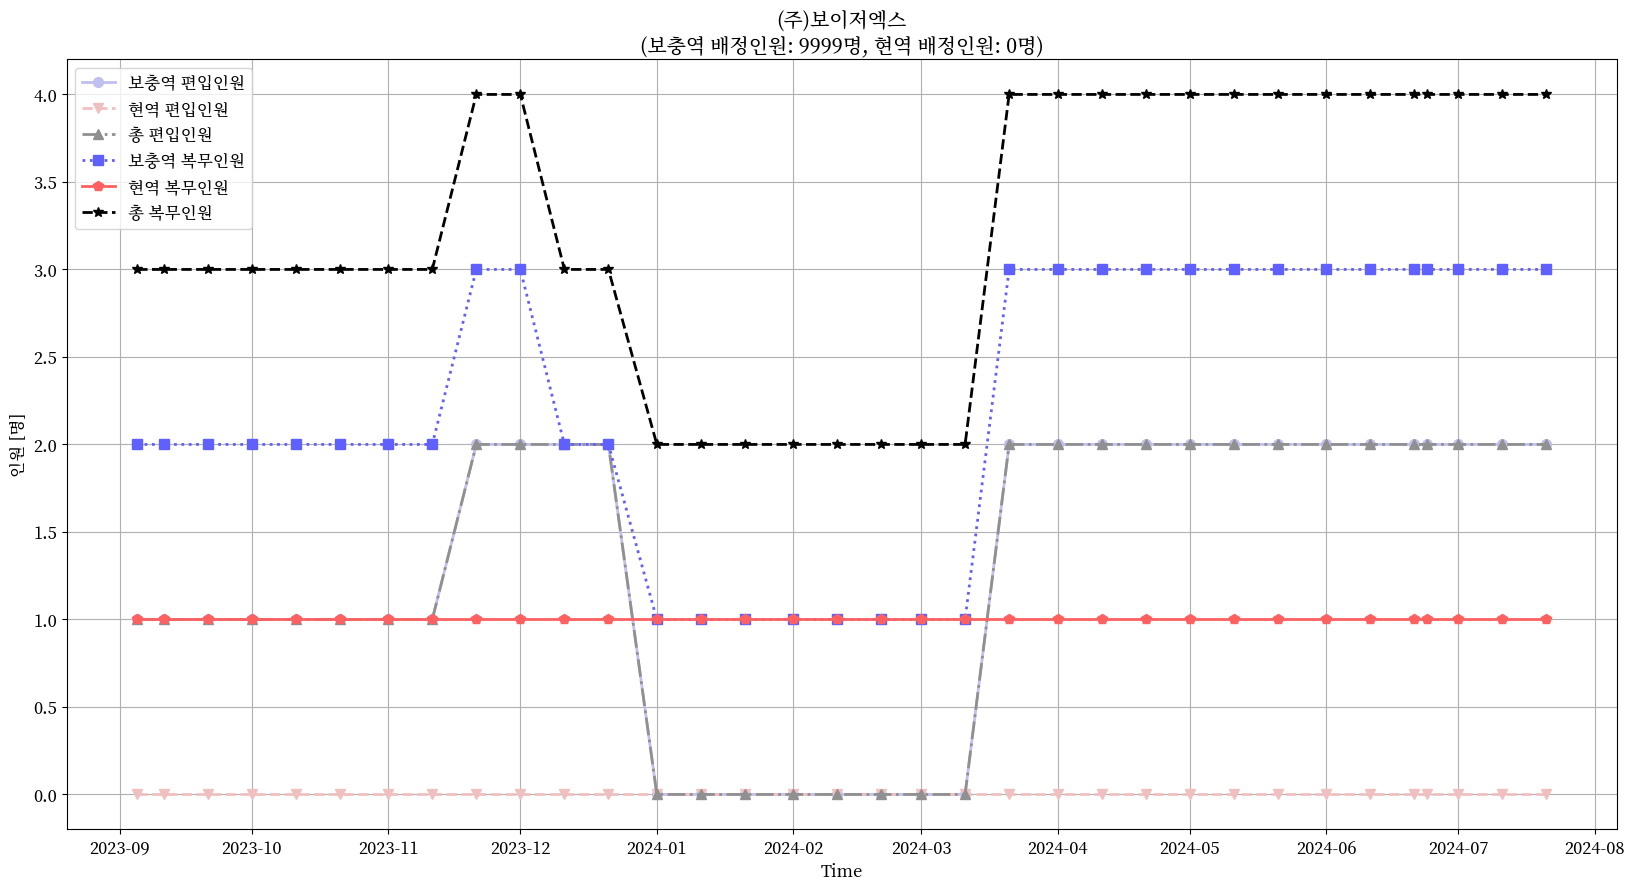 (주)보이저엑스
(보충역 배정인원: 9999명, 현역 배정인원: 0명)
보충역 편입인원
현역 편입인원
총 편입인원
보충역 복무인원
현역 복무인원
총 복무인원
4.0
3.5
3.0
2.5
2.0
1.5
1.0
0.5
0.0
인원 [명]
2023-09 2023-10 2023-11 2023-12 2024-01 2024-02 2024-03 2024-04 2024-05 2024-06 2024-07 2024-08
Time